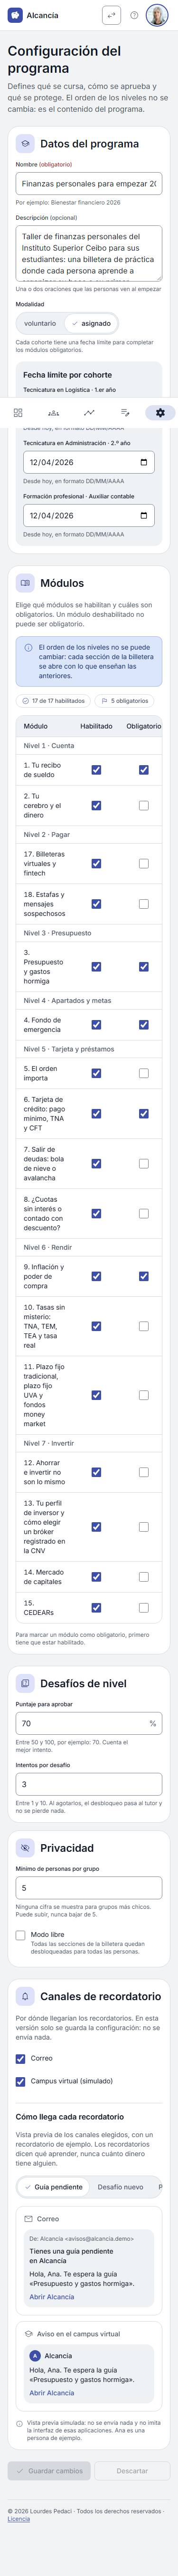 Alcancía
Configuración del
programa
Defines qué se cursa, cómo se aprueba y
qué se protege. El orden de los niveles no se
cambia: es el contenido del programa.
Datos del programa
Nombre (obligatorio)
Finanzas personales para empezar 20
Por ejemplo: Bienestar financiero 2026
Descripción (opcional)
Taller de finanzas personales del
Instituto Superior Ceibo para sus
estudiantes: una billetera de práctica
donde cada persona aprende a
Una o dos oraciones que las personas ven al empezar
Modalidad
voluntario
asignado
Cada cohorte tiene una fecha límite para completar
los módulos obligatorios.
Fecha límite por cohorte
Tecnicatura en Logística · 1.er año
Desde hoy, en formato DD/MM/AAAA
Tecnicatura en Administración · 2.º año
12/04/2026
Desde hoy, en formato DD/MM/AAAA
Formación profesional · Auxiliar contable
12/04/2026
Desde hoy, en formato DD/MM/AAAA
Módulos
Elige qué módulos se habilitan y cuáles son
obligatorios. Un módulo deshabilitado no
puede ser obligatorio.
El orden de los niveles no se puede
cambiar: cada sección de la billetera
se abre con lo que enseñan las
anteriores.
17 de 17 habilitados
5 obligatorios
Módulo Habilitado Obligatorio
Nivel 1 · Cuenta
1. Tu recibo
de sueldo
2. Tu
cerebro y el
dinero
Nivel 2 · Pagar
17. Billeteras
virtuales y
fintech
18. Estafas y
mensajes
sospechosos
Nivel 3 · Presupuesto
3.
Presupuesto
y gastos
hormiga
Nivel 4 · Apartados y metas
4. Fondo de
emergencia
Nivel 5 · Tarjeta y préstamos
5. El orden
importa
6. Tarjeta de
crédito: pago
mínimo, TNA
y CFT
7. Salir de
deudas: bola
de nieve o
avalancha
8. ¿Cuotas
sin interés o
contado con
descuento?
Nivel 6 · Rendir
9. Inflación y
poder de
compra
10. Tasas sin
misterio:
TNA, TEM,
TEA y tasa
real
11. Plazo fijo
tradicional,
plazo fijo
UVA y
fondos
money
market
Nivel 7 · Invertir
12. Ahorrar
e invertir no
son lo mismo
13. Tu perfil
de inversor y
cómo elegir
un bróker
registrado en
la CNV
14. Mercado
de capitales
15.
CEDEARs
Para marcar un módulo como obligatorio, primero
tiene que estar habilitado.
Desafíos de nivel
Puntaje para aprobar
70 %
Entre 50 y 100, por ejemplo: 70. Cuenta el
mejor intento.
Intentos por desafío
3
Entre 1 y 10. Al agotarlos, el desbloqueo pasa al tutor y
no se pierde nada.
Privacidad
Mínimo de personas por grupo
5
Ninguna cifra se muestra para grupos más chicos.
Puede subir, nunca bajar de 5.
Modo libre
Todas las secciones de la billetera quedan
desbloqueadas para todas las personas.
Canales de recordatorio
Por dónde llegarían los recordatorios. En esta
versión solo se guarda la configuración: no se
envía nada.
Correo
Campus virtual (simulado)
Cómo llega cada recordatorio
Vista previa de los canales elegidos, con un
recordatorio de ejemplo. Los recordatorios
dicen qué aprender, nunca cuánto dinero
tiene alguien.
Guía pendiente
Desafío nuevo
P
Correo
De: Alcancía <avisos@alcancia.demo>
Tienes una guía pendiente
en Alcancía
Hola, Ana. Te espera la guía
«Presupuesto y gastos hormiga».
Abrir Alcancía
Aviso en el campus virtual
A Alcancía
Hola, Ana. Te espera la guía
«Presupuesto y gastos hormiga».
Abrir Alcancía
Vista previa simulada: no se envía nada y no imita
la interfaz de esas aplicaciones. Ana es una
persona de ejemplo.
Guardar cambios
Descartar
© 2026 Lourdes Pedaci · Todos los derechos reservados ·
Licencia